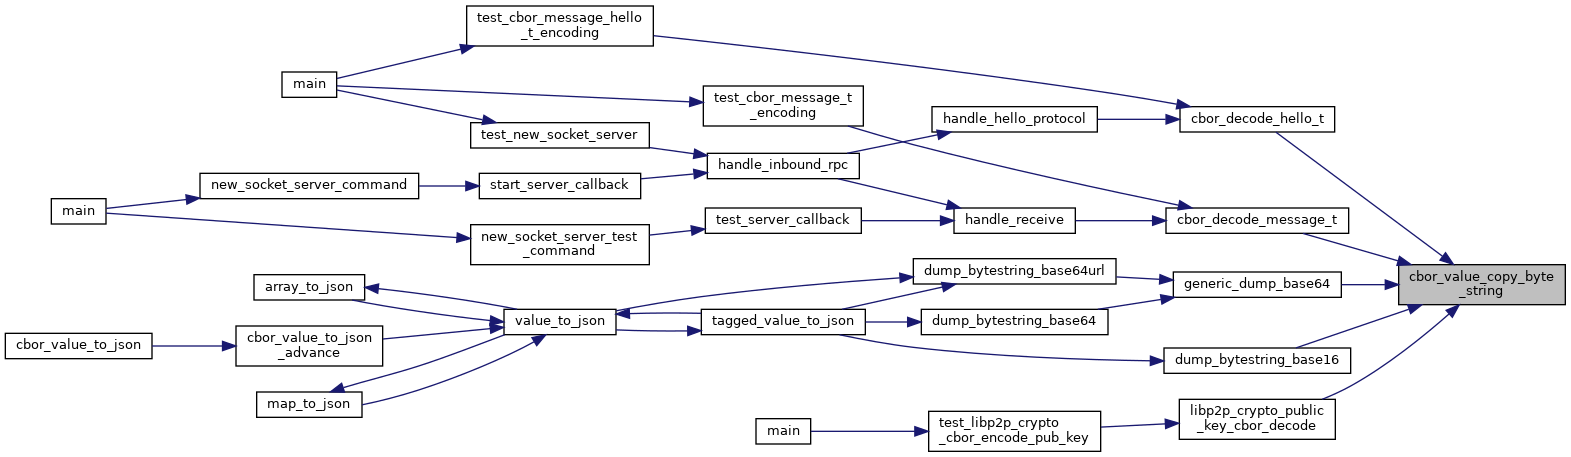 test_cbor_message_hello
_t_encoding
main
test_cbor_message_t
_encoding
handle_hello_protocol
cbor_decode_hello_t
test_new_socket_server
handle_inbound_rpc
new_socket_server_command
start_server_callback
main
test_server_callback
handle_receive
cbor_decode_message_t
new_socket_server_test
_command
cbor_value_copy_byte
_string
dump_bytestring_base64url
generic_dump_base64
array_to_json
value_to_json
tagged_value_to_json
dump_bytestring_base64
cbor_value_to_json
cbor_value_to_json
_advance
dump_bytestring_base16
map_to_json
libp2p_crypto_public
_key_cbor_decode
main
test_libp2p_crypto
_cbor_encode_pub_key